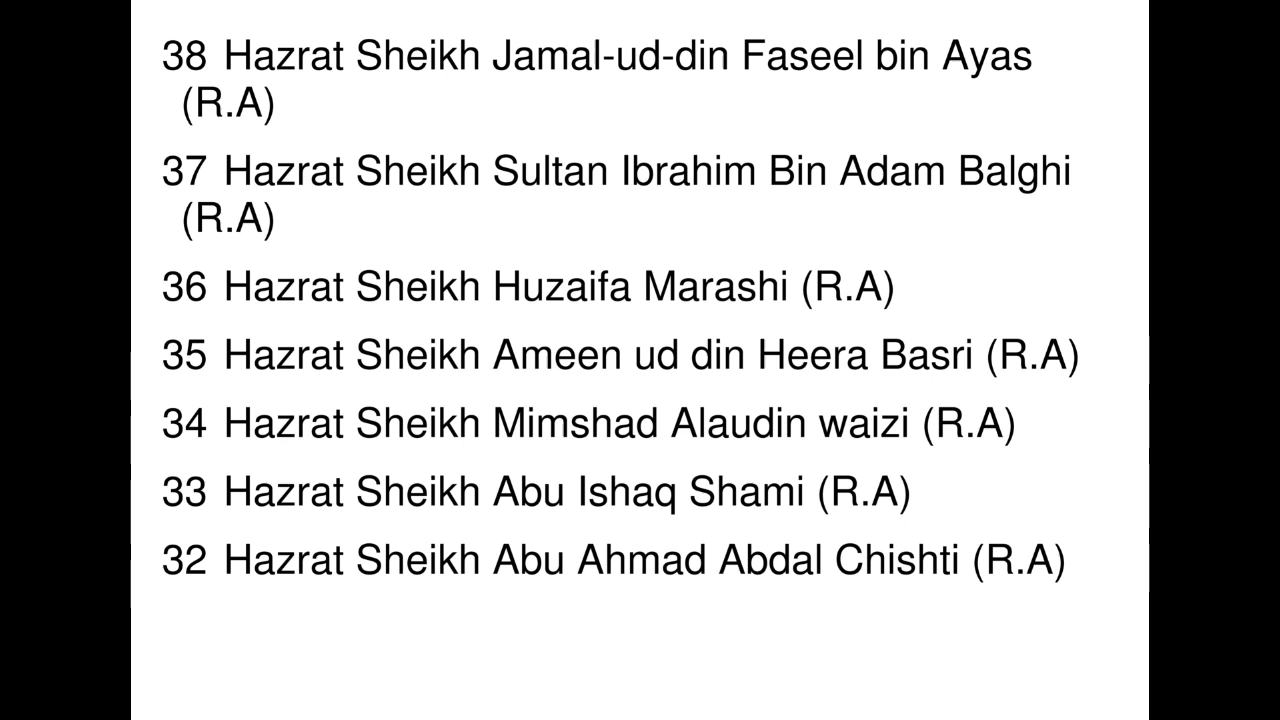 38 Hazrat Sheikh Jamal-ud-din Faseel bin Ayas
(R.A)
37 Hazrat Sheikh Sultan Ibrahim Bin Adam Balghi
(R.A)
36 Hazrat Sheikh Huzaifa Marashi (R.A)
35 Hazrat Sheikh Ameen ud din Heera Basri (R.A)
34 Hazrat Sheikh Mimshad Alaudin waizi (R.A)
33 Hazrat Sheikh Abu Ishaq Shami (R.A)
32 Hazrat Sheikh Abu Ahmad Abdal Chishti (R.A)